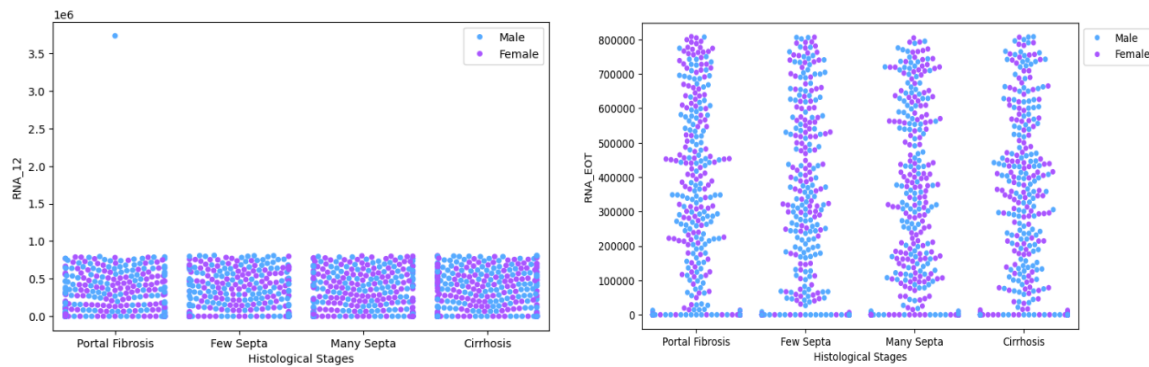 1e6
3.5
3.0
2.5
2.0
1.5
1.0
0.5
0.0
RNA_12
Portal Fibrosis Few Septa Many Septa Cirrhosis
Histological Stages
Male
Female
800000
700000
600000
500000
400000
300000
200000
100000
0
RNA_EOT
Portal Fibrosis Few Septa Many Septa Cirrhosis
Histological Stages
Male
Female